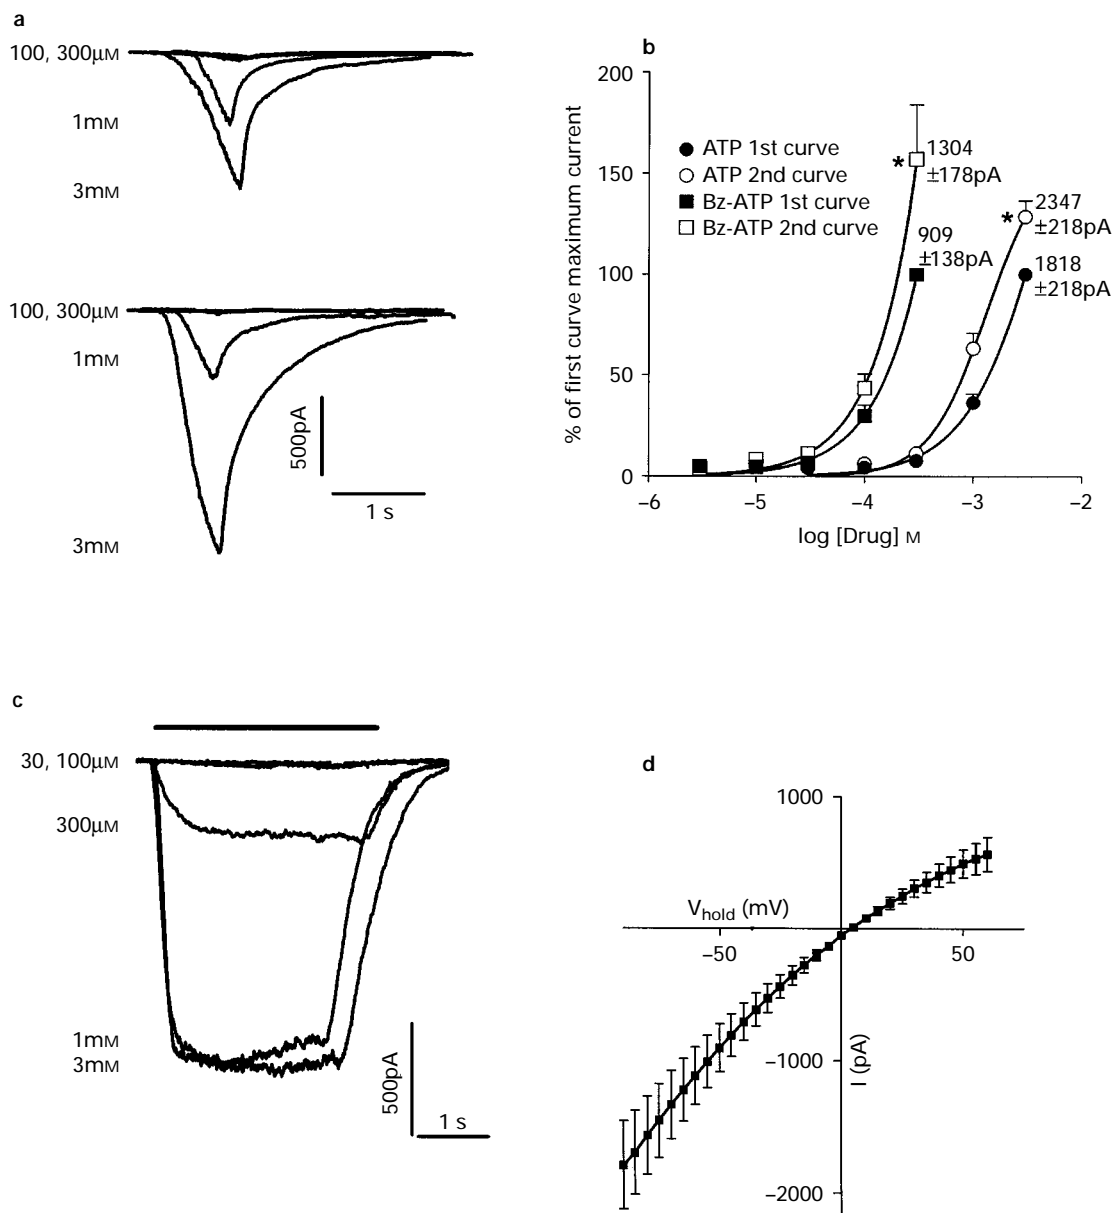 a
100, 300μM
1mM
3mM
100, 300μM
1mM
500pA
1 s
3mM
b
200
150
100
50
0
% of first curve maximum current
ATP 1st curve
ATP 2nd curve
Bz-ATP 1st curve
Bz-ATP 2nd curve
*
1304
±178pA
909
±138pA
*
2347
±218pA
1818
±218pA
–6
–5
–4
–3
–2
log [Drug] M
c
30, 100μM
300μM
1mM
3mM
500pA
1 s
d
1000
Vhold (mV)
–50
50
–1000
I (pA)
–2000